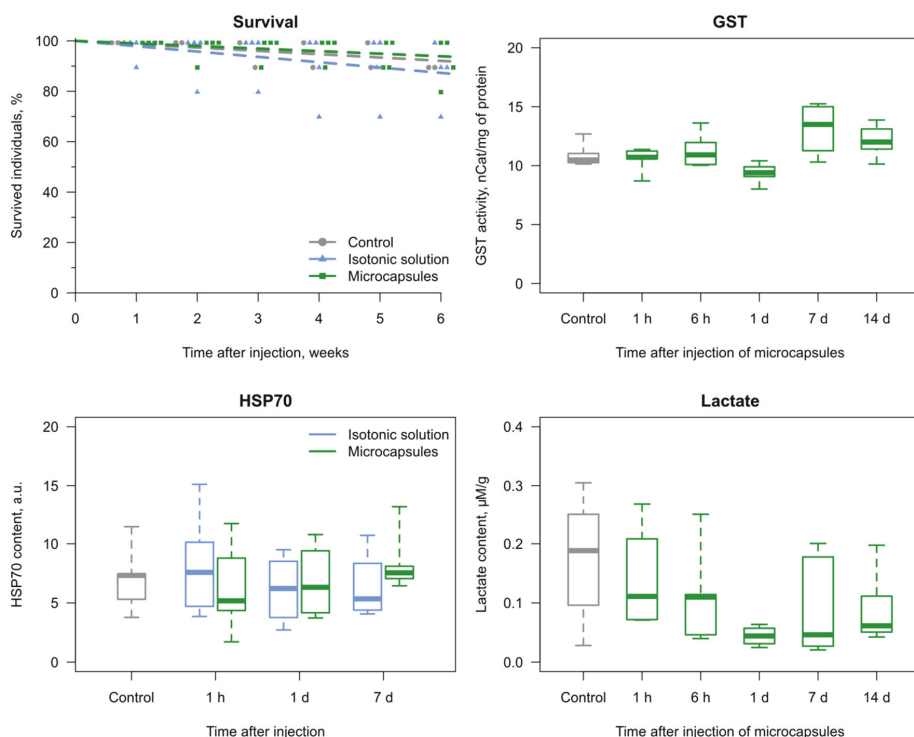 Survival
100
80
60
40
20
0
Survived individuals, %
Control
Isotonic solution
Microcapsules
0 1 2 3 4 5 6
Time after injection, weeks
GST
20
15
10
5
0
GST activity, nCat/mg of protein
Control 1 h 6 h 1 d 7 d 14 d
Time after injection of microcapsules
HSP70
20
15
10
5
0
HSP70 content, a.u.
Isotonic solution
Microcapsules
Control 1 h 1 d 7 d
Time after injection
Lactate
0.4
0.3
0.2
0.1
0.0
Lactate content, µM/g
Control 1 h 6 h 1 d 7 d 14 d
Time after injection of microcapsules